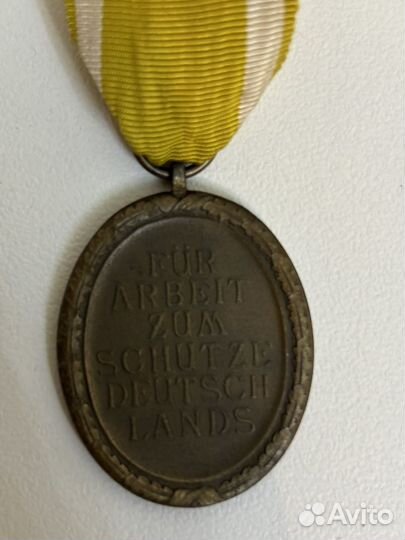 FÜR
ARBEIT
ZUM
SCHUTZE
DEUTSCH
LANDS
Avito